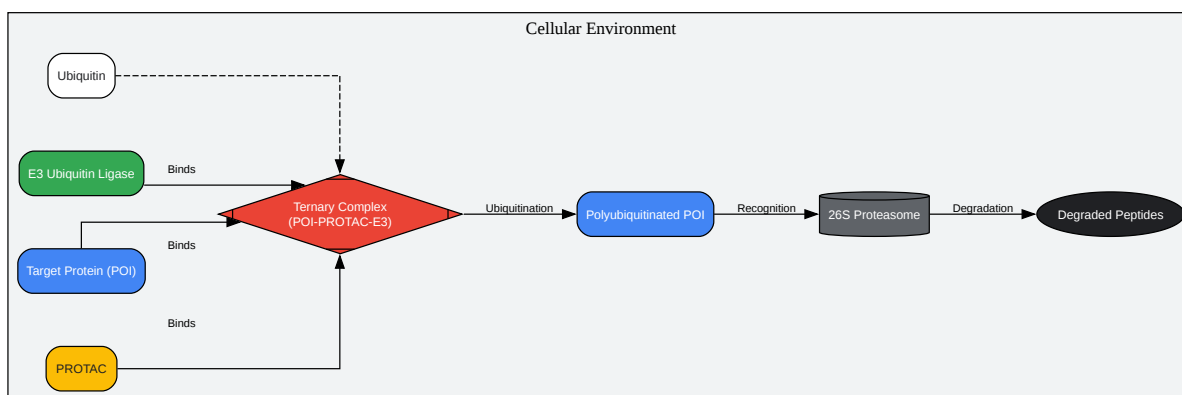 Cellular Environment
Ubiquitin
E3 Ubiquitin Ligase
Binds
Target Protein (POI)
Binds
PROTAC
Binds
Ternary Complex
(POI-PROTAC-E3)
Ubiquitination
Polyubiquitinated POI
Recognition
26S Proteasome
Degradation
Degraded Peptides